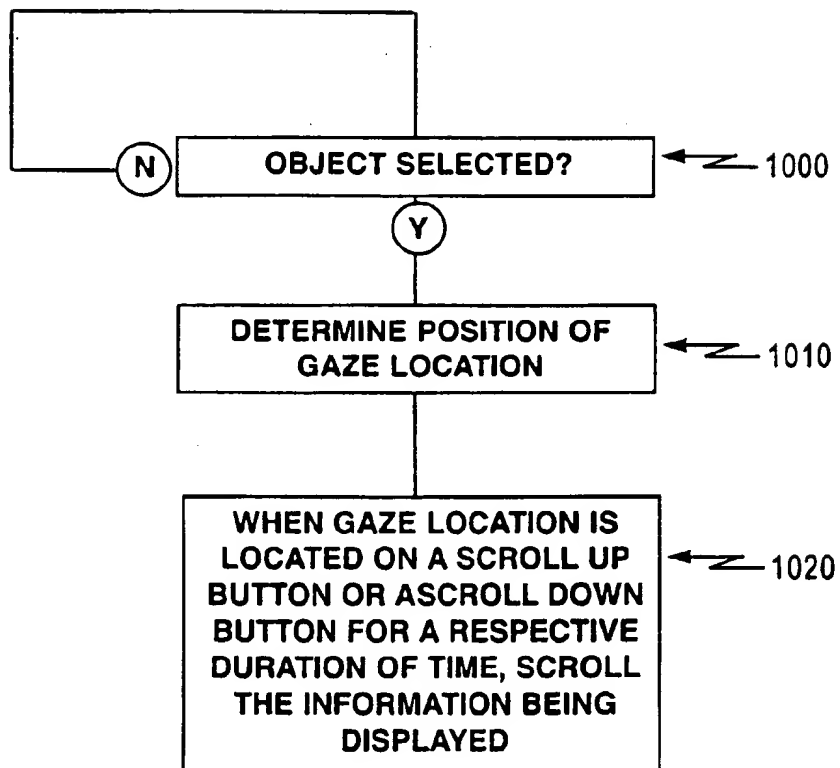 OBJECT SELECTED?
N
1000
Y
DETERMINE POSITION OF
GAZE LOCATION
1010
WHEN GAZE LOCATION IS
LOCATED ON A SCROLL UP
BUTTON OR ASCROLL DOWN
BUTTON FOR A RESPECTIVE
DURATION OF TIME, SCROLL
THE INFORMATION BEING
DISPLAYED
1020